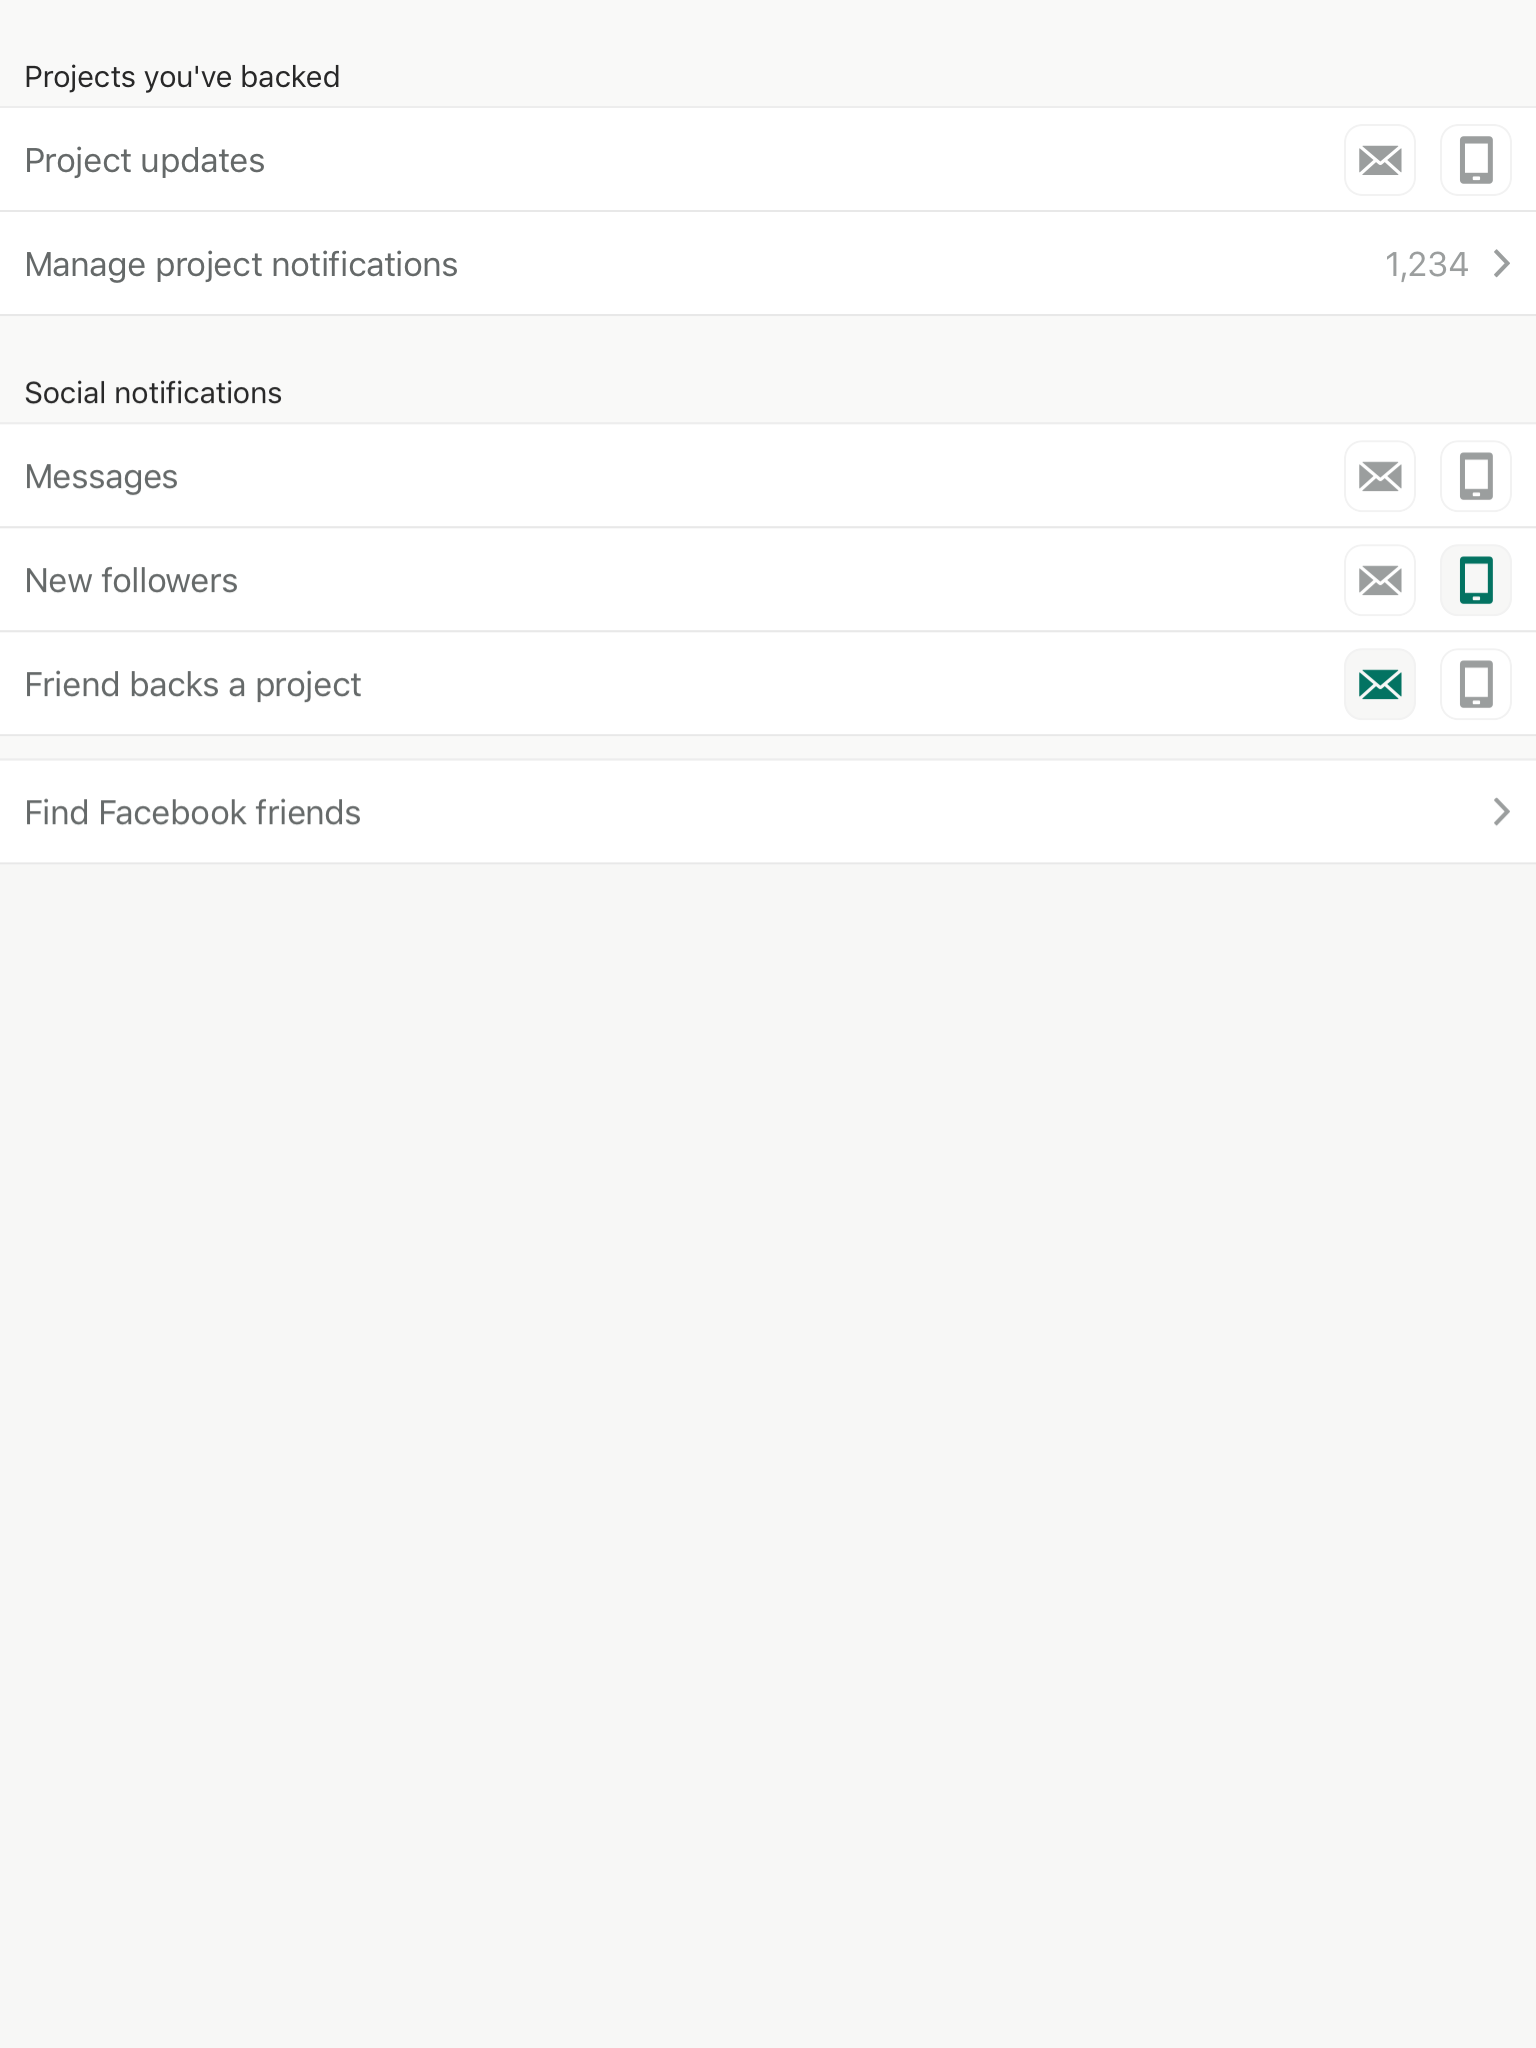 Projects you've backed
Project updates
Manage project notifications 1,234
Social notifications
Messages
New followers
Friend backs a project
Find Facebook friends